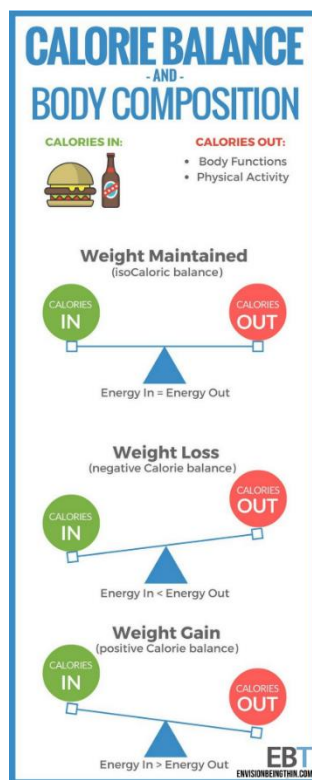 CALORIE BALANCE
- AND -
BODY COMPOSITION
CALORIES IN:
CALORIES OUT:
• Body Functions
• Physical Activity
Weight Maintained
(isoCaloric balance)
CALORIES
IN
CALORIES
OUT
Energy In = Energy Out
Weight Loss
(negative Calorie balance)
CALORIES
IN
CALORIES
OUT
Energy In < Energy Out
Weight Gain
(positive Calorie balance)
CALORIES
IN
CALORIES
OUT
Energy In > Energy Out
EBT
ENVISIONBEINGTHIN.COM